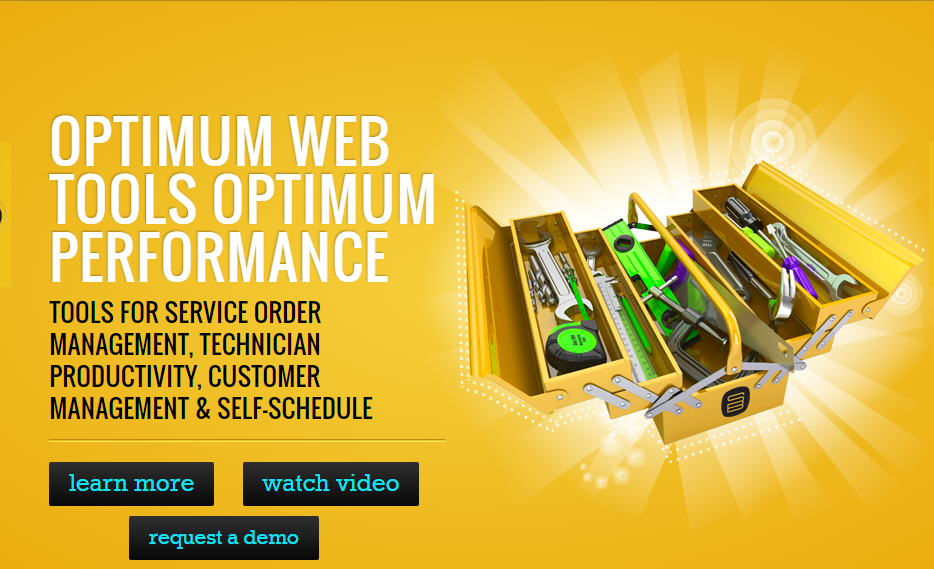 OPTIMUM WEB
TOOLS OPTIMUM
PERFORMANCE
TOOLS FOR SERVICE ORDER
MANAGEMENT, TECHNICIAN
PRODUCTIVITY, CUSTOMER
MANAGEMENT & SELF-SCHEDULE
learn more
watch video
request a demo